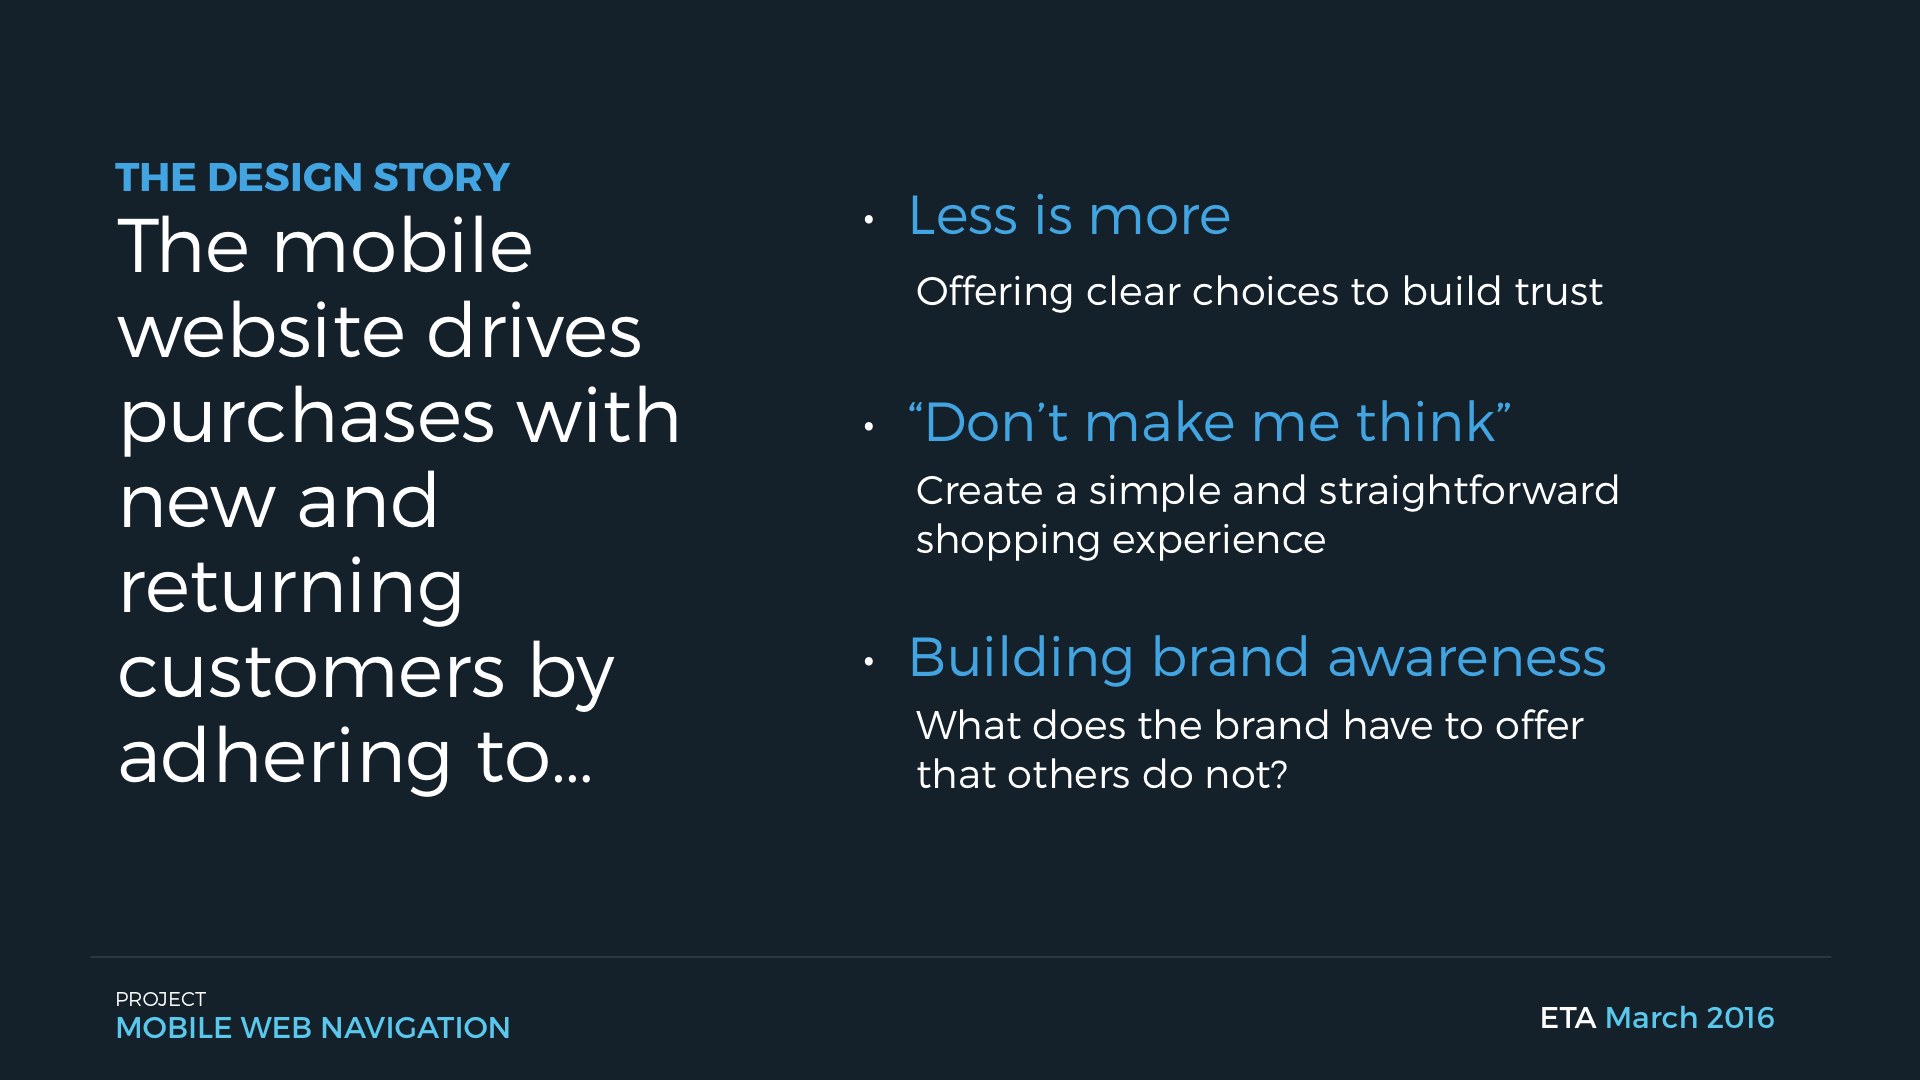 THE DESIGN STORY
The mobile
website drives
purchases with
new and
returning
customers by
adhering to...
• Less is more
Offering clear choices to build trust
• “Don’t make me think”
Create a simple and straightforward
shopping experience
• Building brand awareness
What does the brand have to offer
that others do not?
PROJECT
MOBILE WEB NAVIGATION
ETA March 2016